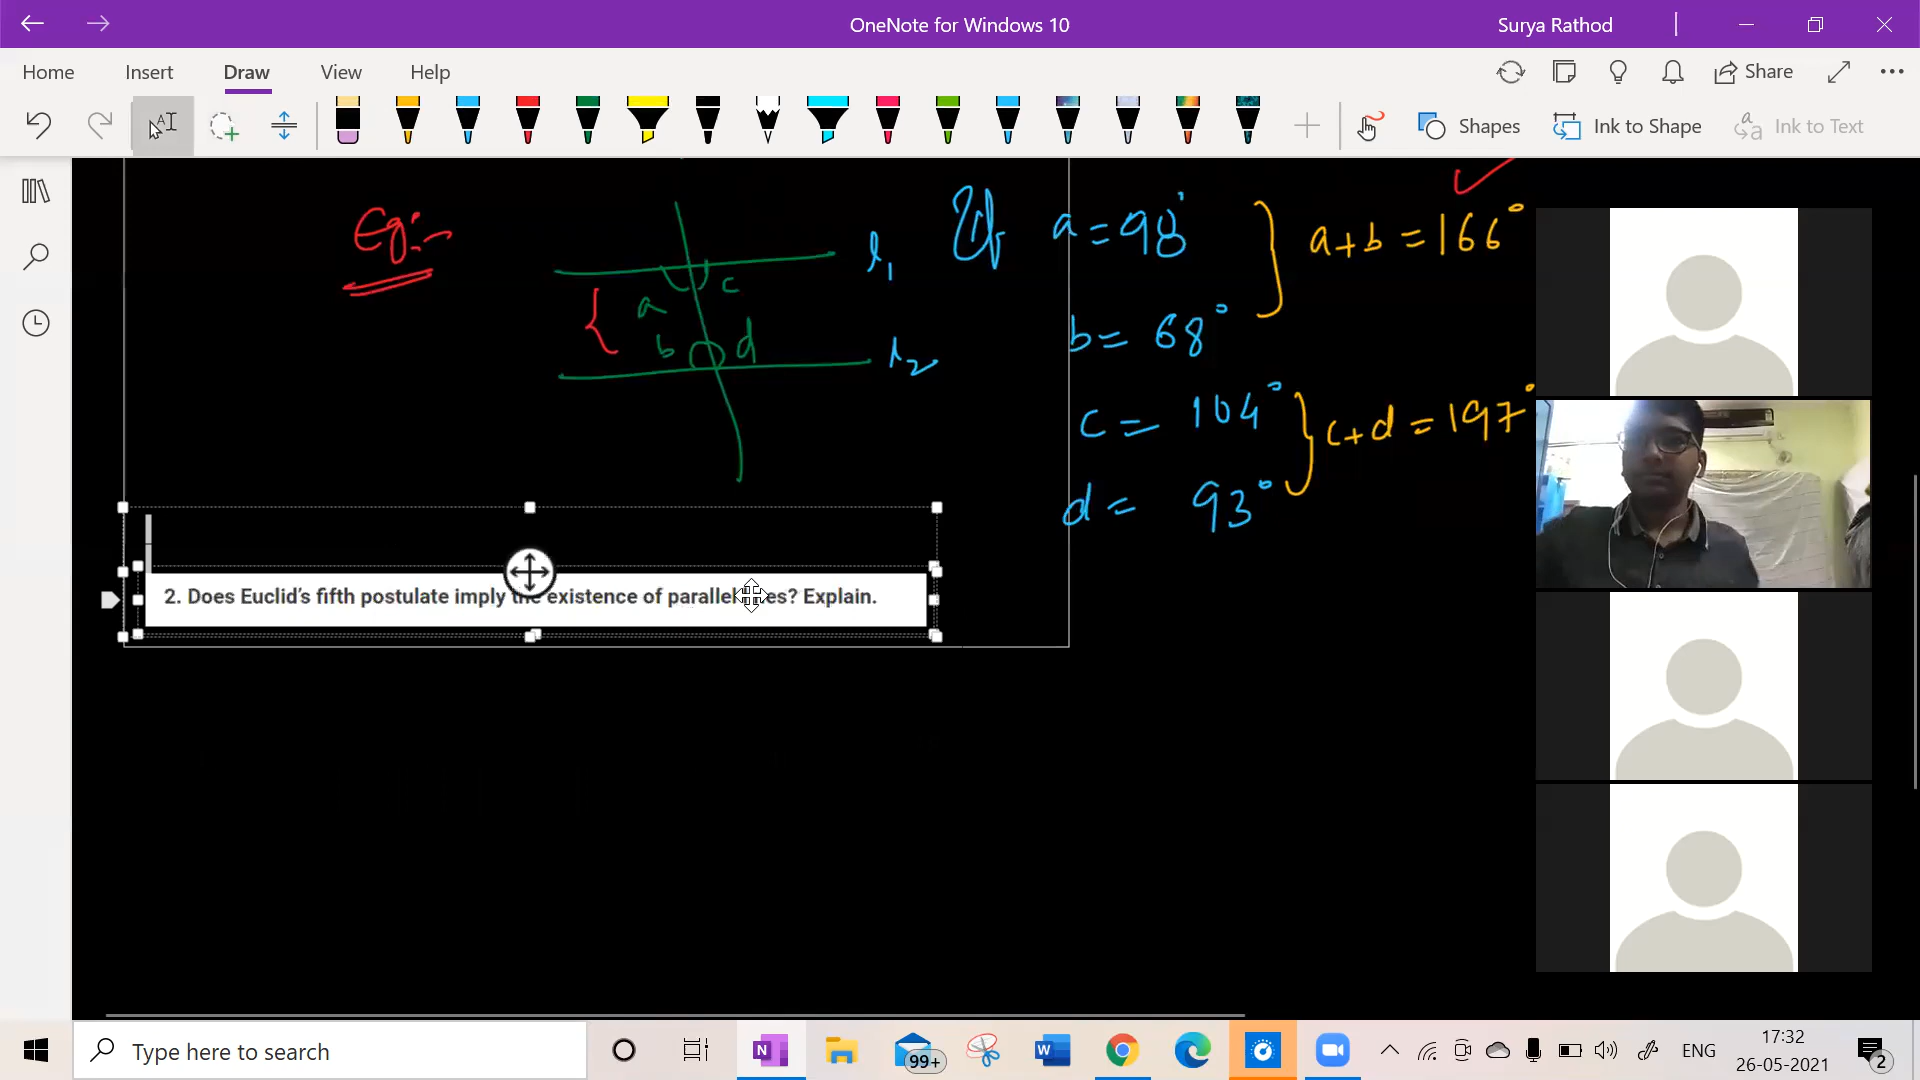 OneNote for Windows 10
Surya Rathod
Home Insert Draw View Help
Share
Shapes
Ink to Shape
Ink to Text
Eg:-
l1
a c
b d
l2
If a = 98°
a + b = 166°
b = 68°
c = 104°
c + d = 197°
d = 93°
2. Does Euclid's fifth postulate imply the existence of parallel es? Explain.
Type here to search
99+
ENG
17:32
26-05-2021
2